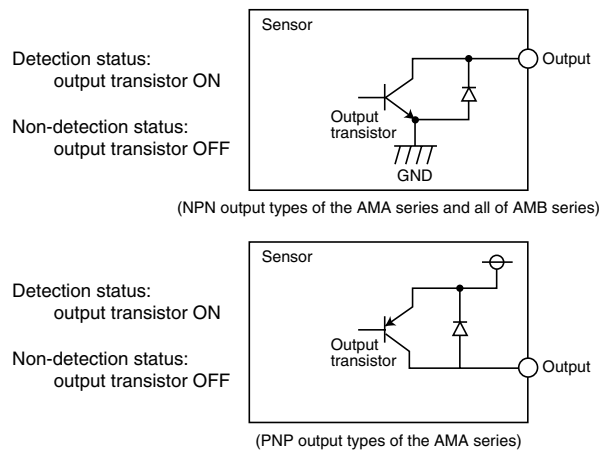 Sensor
Detection status:
output transistor ON
Non-detection status:
output transistor OFF
Output
Output
transistor
GND
(NPN output types of the AMA series and all of AMB series)
Sensor
Detection status:
output transistor ON
Non-detection status:
output transistor OFF
Output
transistor
Output
(PNP output types of the AMA series)